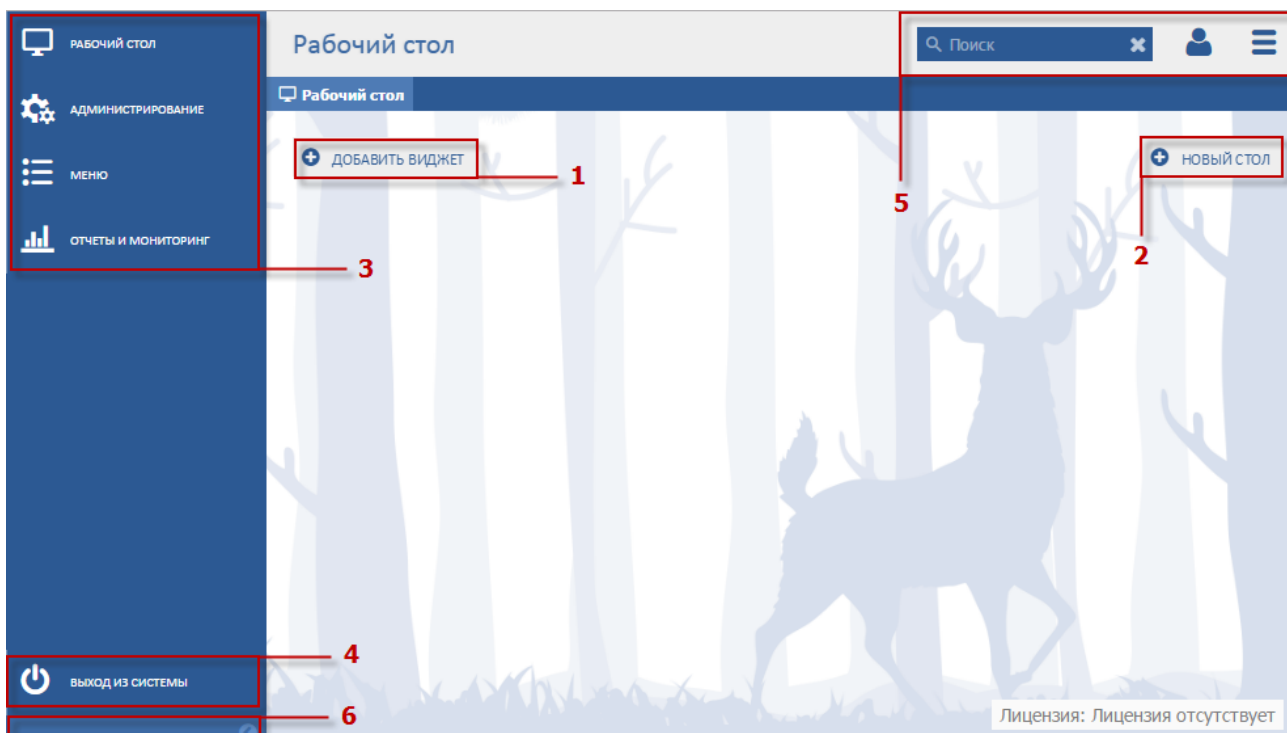 РАБОЧИЙ СТОЛ
Рабочий стол
Поиск
АДМИНИСТРИРОВАНИЕ
Рабочий стол
МЕНЮ
ДОБАВИТЬ ВИДЖЕТ
1
НОВЫЙ СТОЛ
5
2
ОТЧЕТЫ И МОНИТОРИНГ
3
4
ВЫХОД ИЗ СИСТЕМЫ
6
Лицензия: Лицензия отсутствует